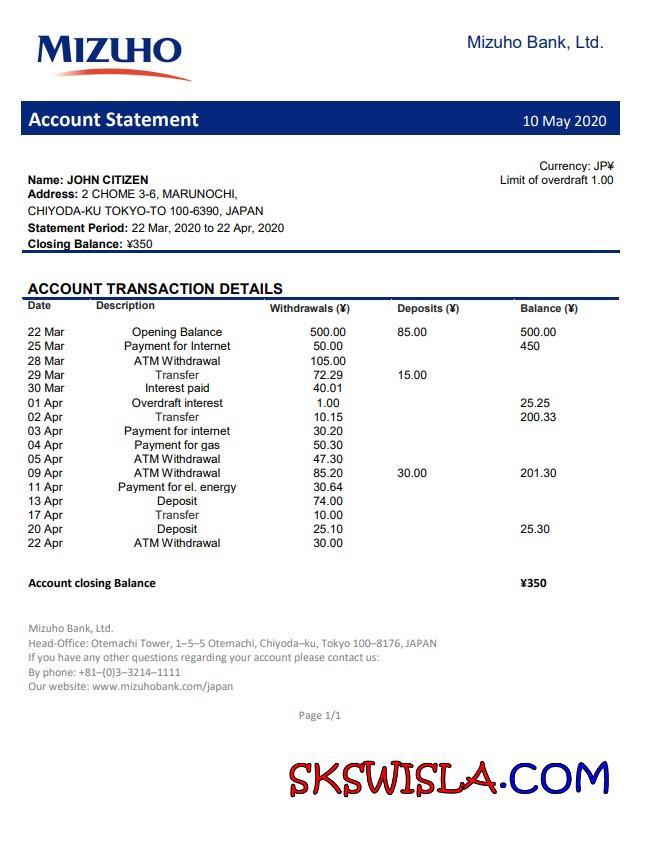 MIZUHO
Mizuho Bank, Ltd.
Account Statement 10 May 2020
Currency: JP¥
Name: JOHN CITIZEN Limit of overdraft 1.00
Address: 2 CHOME 3-6, MARUNOCHI,
CHIYODA-KU TOKYO-TO 100-6390, JAPAN
Statement Period: 22 Mar, 2020 to 22 Apr, 2020
Closing Balance: ¥350
ACCOUNT TRANSACTION DETAILS
Date Description Withdrawals (¥) Deposits (¥) Balance (¥)
22 Mar Opening Balance 500.00 85.00 500.00
25 Mar Payment for Internet 50.00 450
28 Mar ATM Withdrawal 105.00
29 Mar Transfer 72.29 15.00
30 Mar Interest paid 40.01
01 Apr Overdraft interest 1.00 25.25
02 Apr Transfer 10.15 200.33
03 Apr Payment for internet 30.20
04 Apr Payment for gas 50.30
05 Apr ATM Withdrawal 47.30
09 Apr ATM Withdrawal 85.20 30.00 201.30
11 Apr Payment for el. energy 30.64
13 Apr Deposit 74.00
17 Apr Transfer 10.00
20 Apr Deposit 25.10 25.30
22 Apr ATM Withdrawal 30.00
Account closing Balance ¥350
Mizuho Bank, Ltd.
Head-Office: Otemachi Tower, 1–5–5 Otemachi, Chiyoda–ku, Tokyo 100–8176, JAPAN
If you have any other questions regarding your account please contact us:
By phone: +81–(0)3–3214–1111
Our website: www.mizuhobank.com/japan
Page 1/1
SKSWISLA.COM